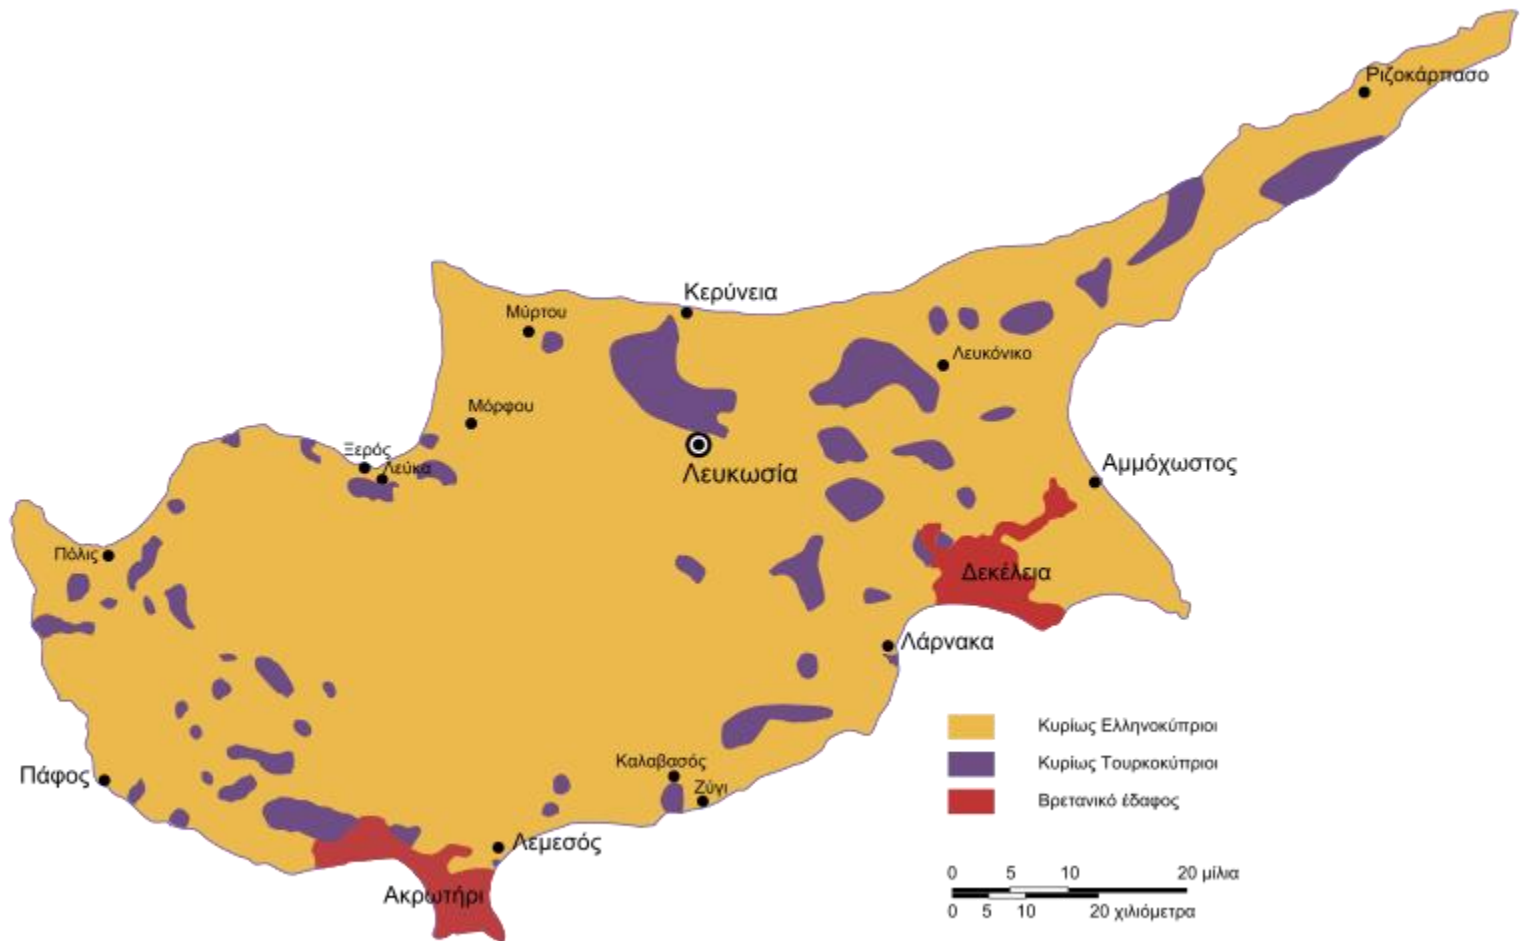 Ριζοκάρπασο
Κερύνεια
Μύρτου
Λευκόνικο
Μόρφου
Ξερός
Λεύκα
Λευκωσία
Αμμόχωστος
Πόλις
Δεκέλεια
Λάρνακα
Κυρίως Ελληνοκύπριοι
Κυρίως Τουρκοκύπριοι
Βρετανικό έδαφος
Πάφος
Καλαβασός
Ζύγι
Λεμεσός
Ακρωτήρι
0 5 10 20 μίλια
0 5 10 20 χιλιόμετρα